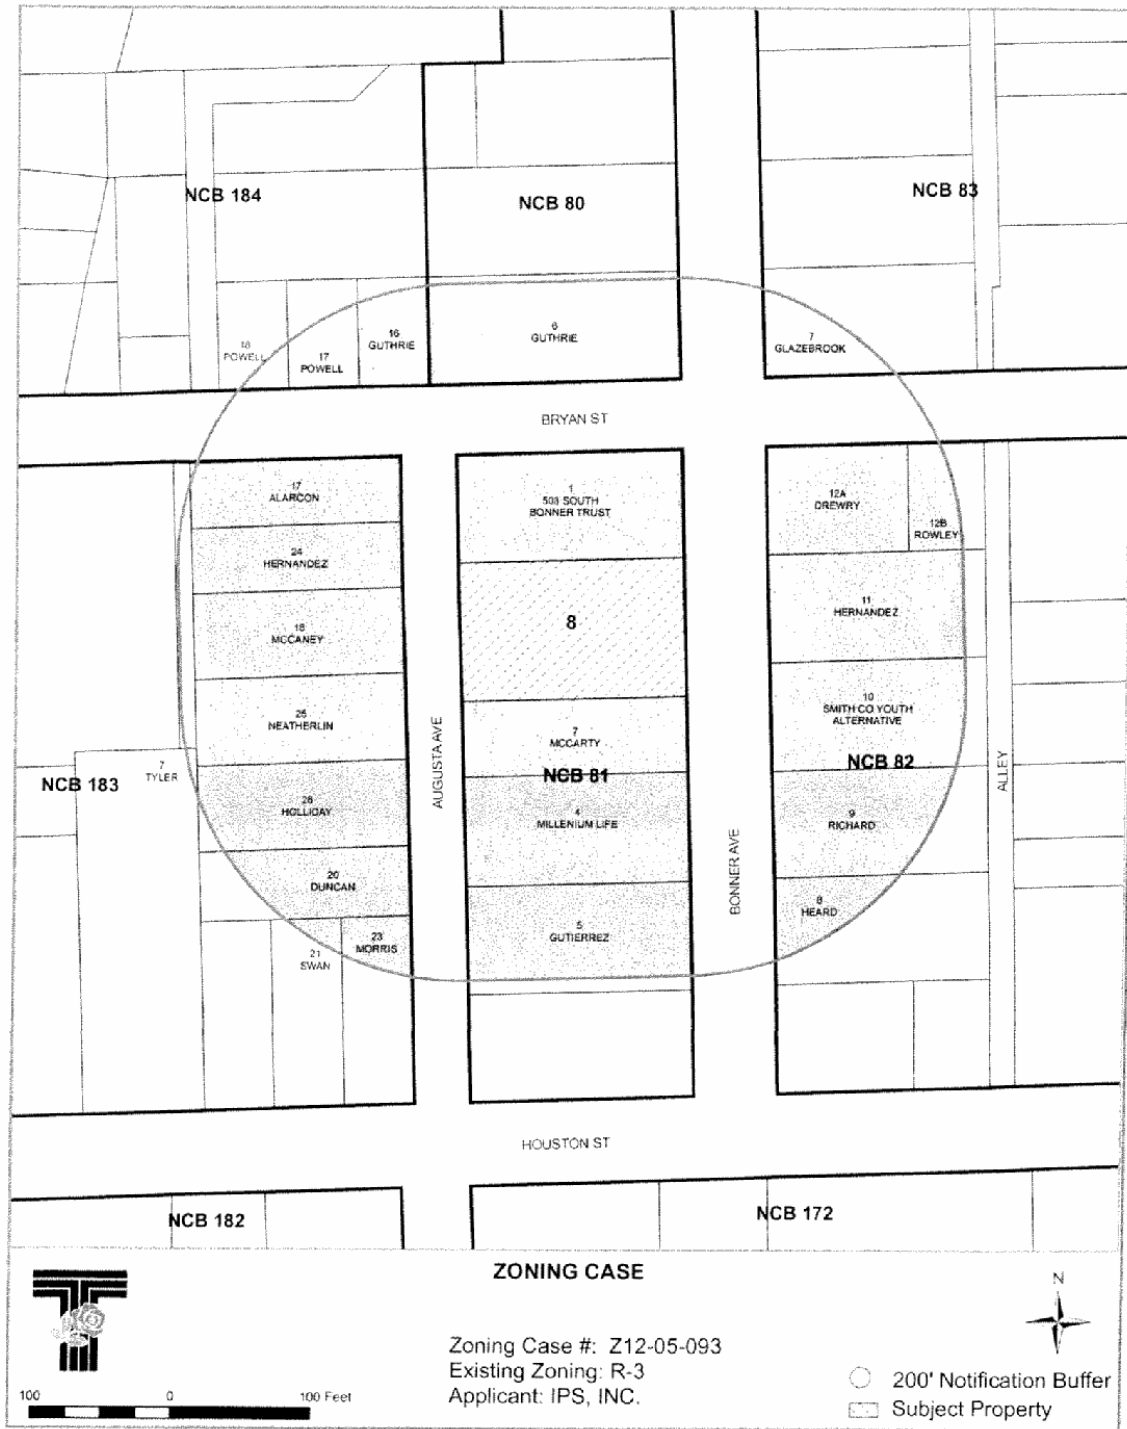 NCB 184
NCB 80
NCB 83
18
POWELL
17
POWELL
16
GUTHRIE
6
GUTHRIE
7
GLAZEBROOK
BRYAN ST
17
ALARCON
24
HERNANDEZ
18
MCCANEY
25
NEATHERLIN
7
TYLER
NCB 183
26
HOLLIDAY
20
DUNCAN
21
SWAN
23
MORRIS
AUGUSTA AVE
1
508 SOUTH
BONNER TRUST
8
7
MCCARTY
NCB 81
4
MILLENIUM LIFE
5
GUTIERREZ
BONNER AVE
12A
DREWRY
12B
ROWLEY
11
HERNANDEZ
10
SMITH CO YOUTH
ALTERNATIVE
NCB 82
9
RICHARD
8
HEARD
ALLEY
HOUSTON ST
NCB 182
NCB 172
ZONING CASE
N
Zoning Case #: Z12-05-093
Existing Zoning: R-3
Applicant: IPS, INC.
100 0 100 Feet
200' Notification Buffer
Subject Property